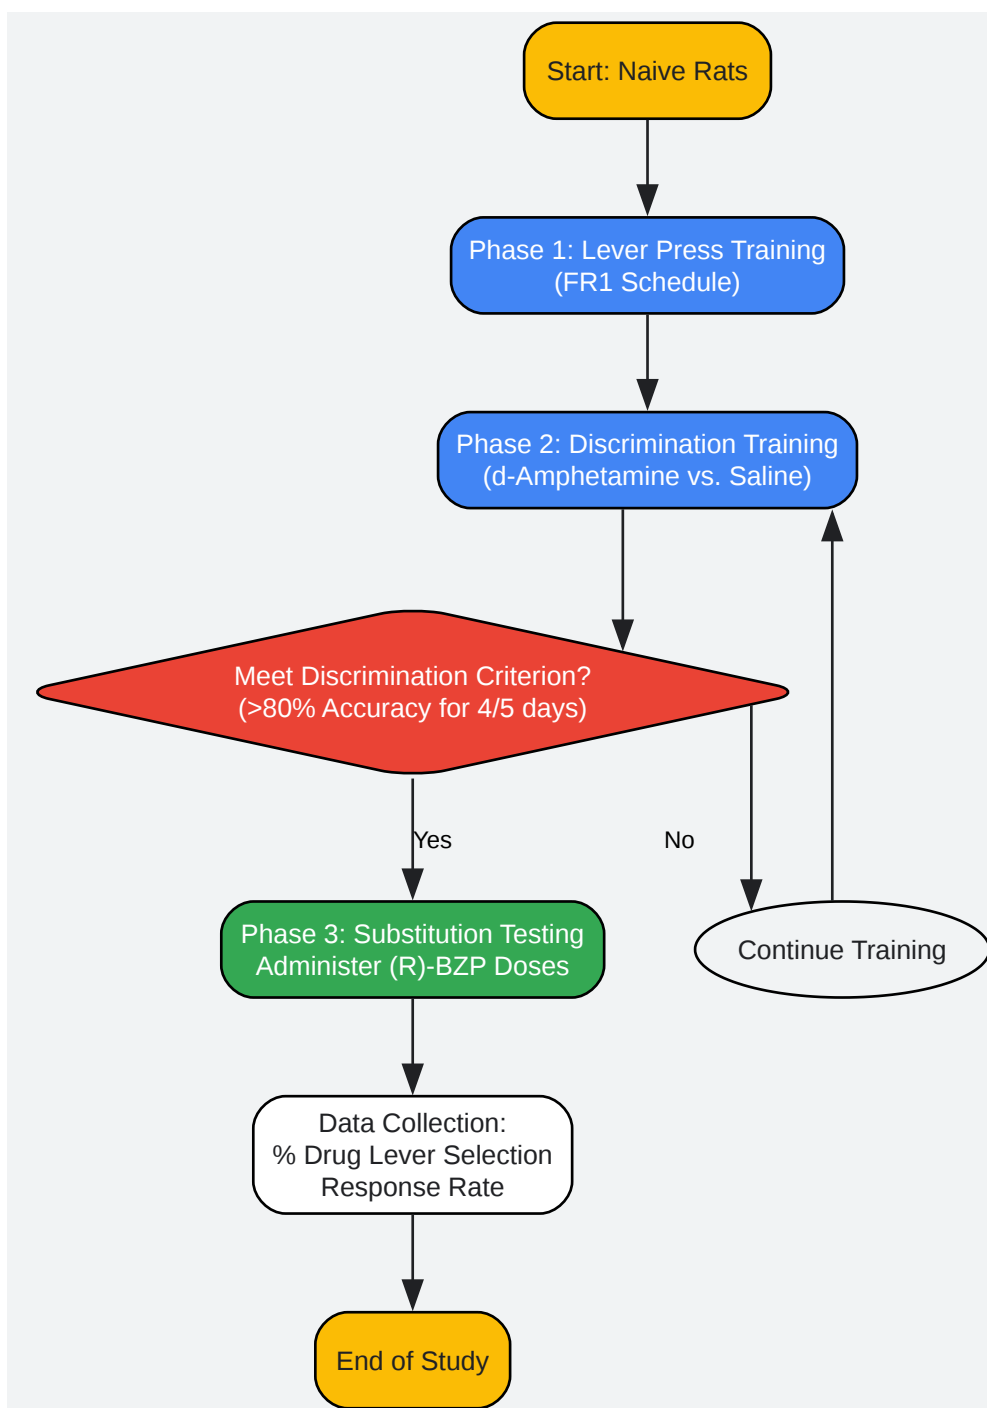 Start: Naive Rats
Phase 1: Lever Press Training
(FR1 Schedule)
Phase 2: Discrimination Training
(d-Amphetamine vs. Saline)
Meet Discrimination Criterion?
(>80% Accuracy for 4/5 days)
Yes
No
Phase 3: Substitution Testing
Administer (R)-BZP Doses
Continue Training
Data Collection:
% Drug Lever Selection
Response Rate
End of Study